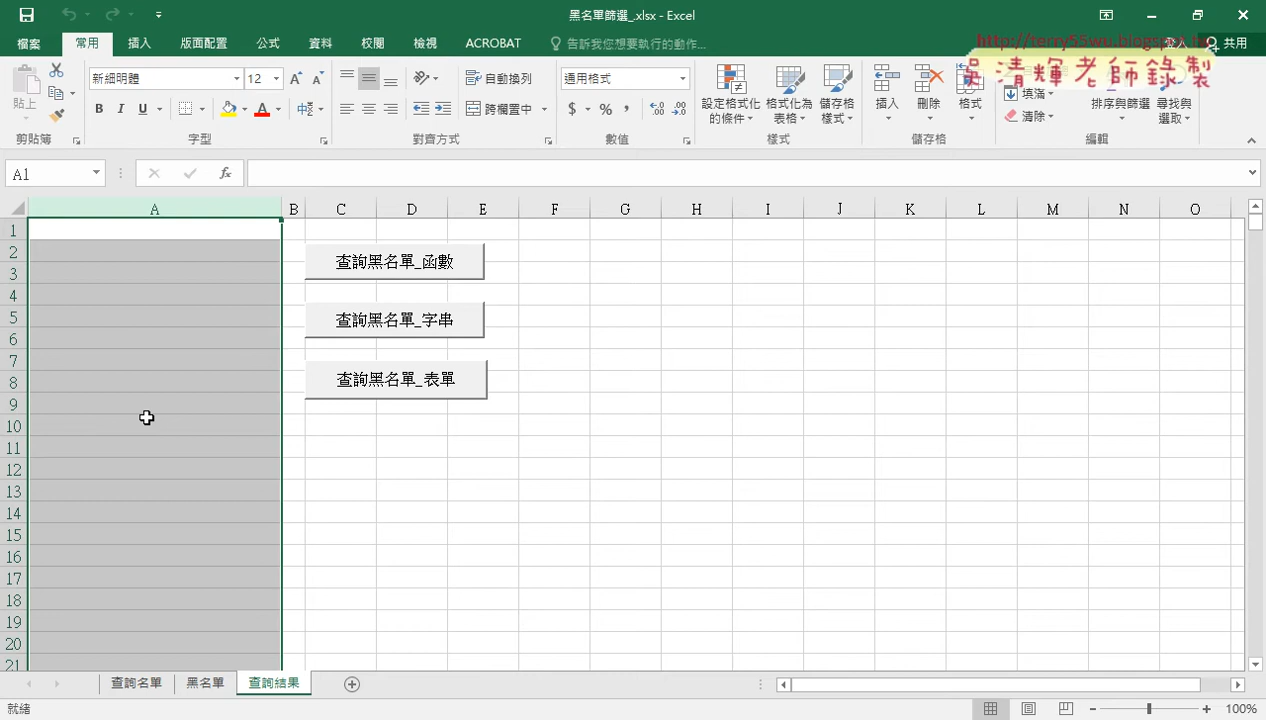 黑名單篩選_.xlsx - Excel
檔案 常用 插入 版面配置 公式 資料 校閱 檢視 ACROBAT 告訴我您想要執行的動作... 登入 共用
http://terry55wu.blogspot.tw
吳清輝老師錄製
貼上 新細明體 12 自動換列 通用格式 設定格式化的條件 格式化為表格 儲存格樣式 插入 刪除 格式 填滿 排序與篩選 尋找與選取
B I U A 跨欄置中 $ % , 清除
剪貼簿 字型 對齊方式 數值 樣式 儲存格 編輯
A1 fx
A B C D E F G H I J K L M N O
1
2
3
4
5
6
7
8
9
10
11
12
13
14
15
16
17
18
19
20
21
查詢黑名單_函數
查詢黑名單_字串
查詢黑名單_表單
查詢名單 黑名單 查詢結果
就緒 100%